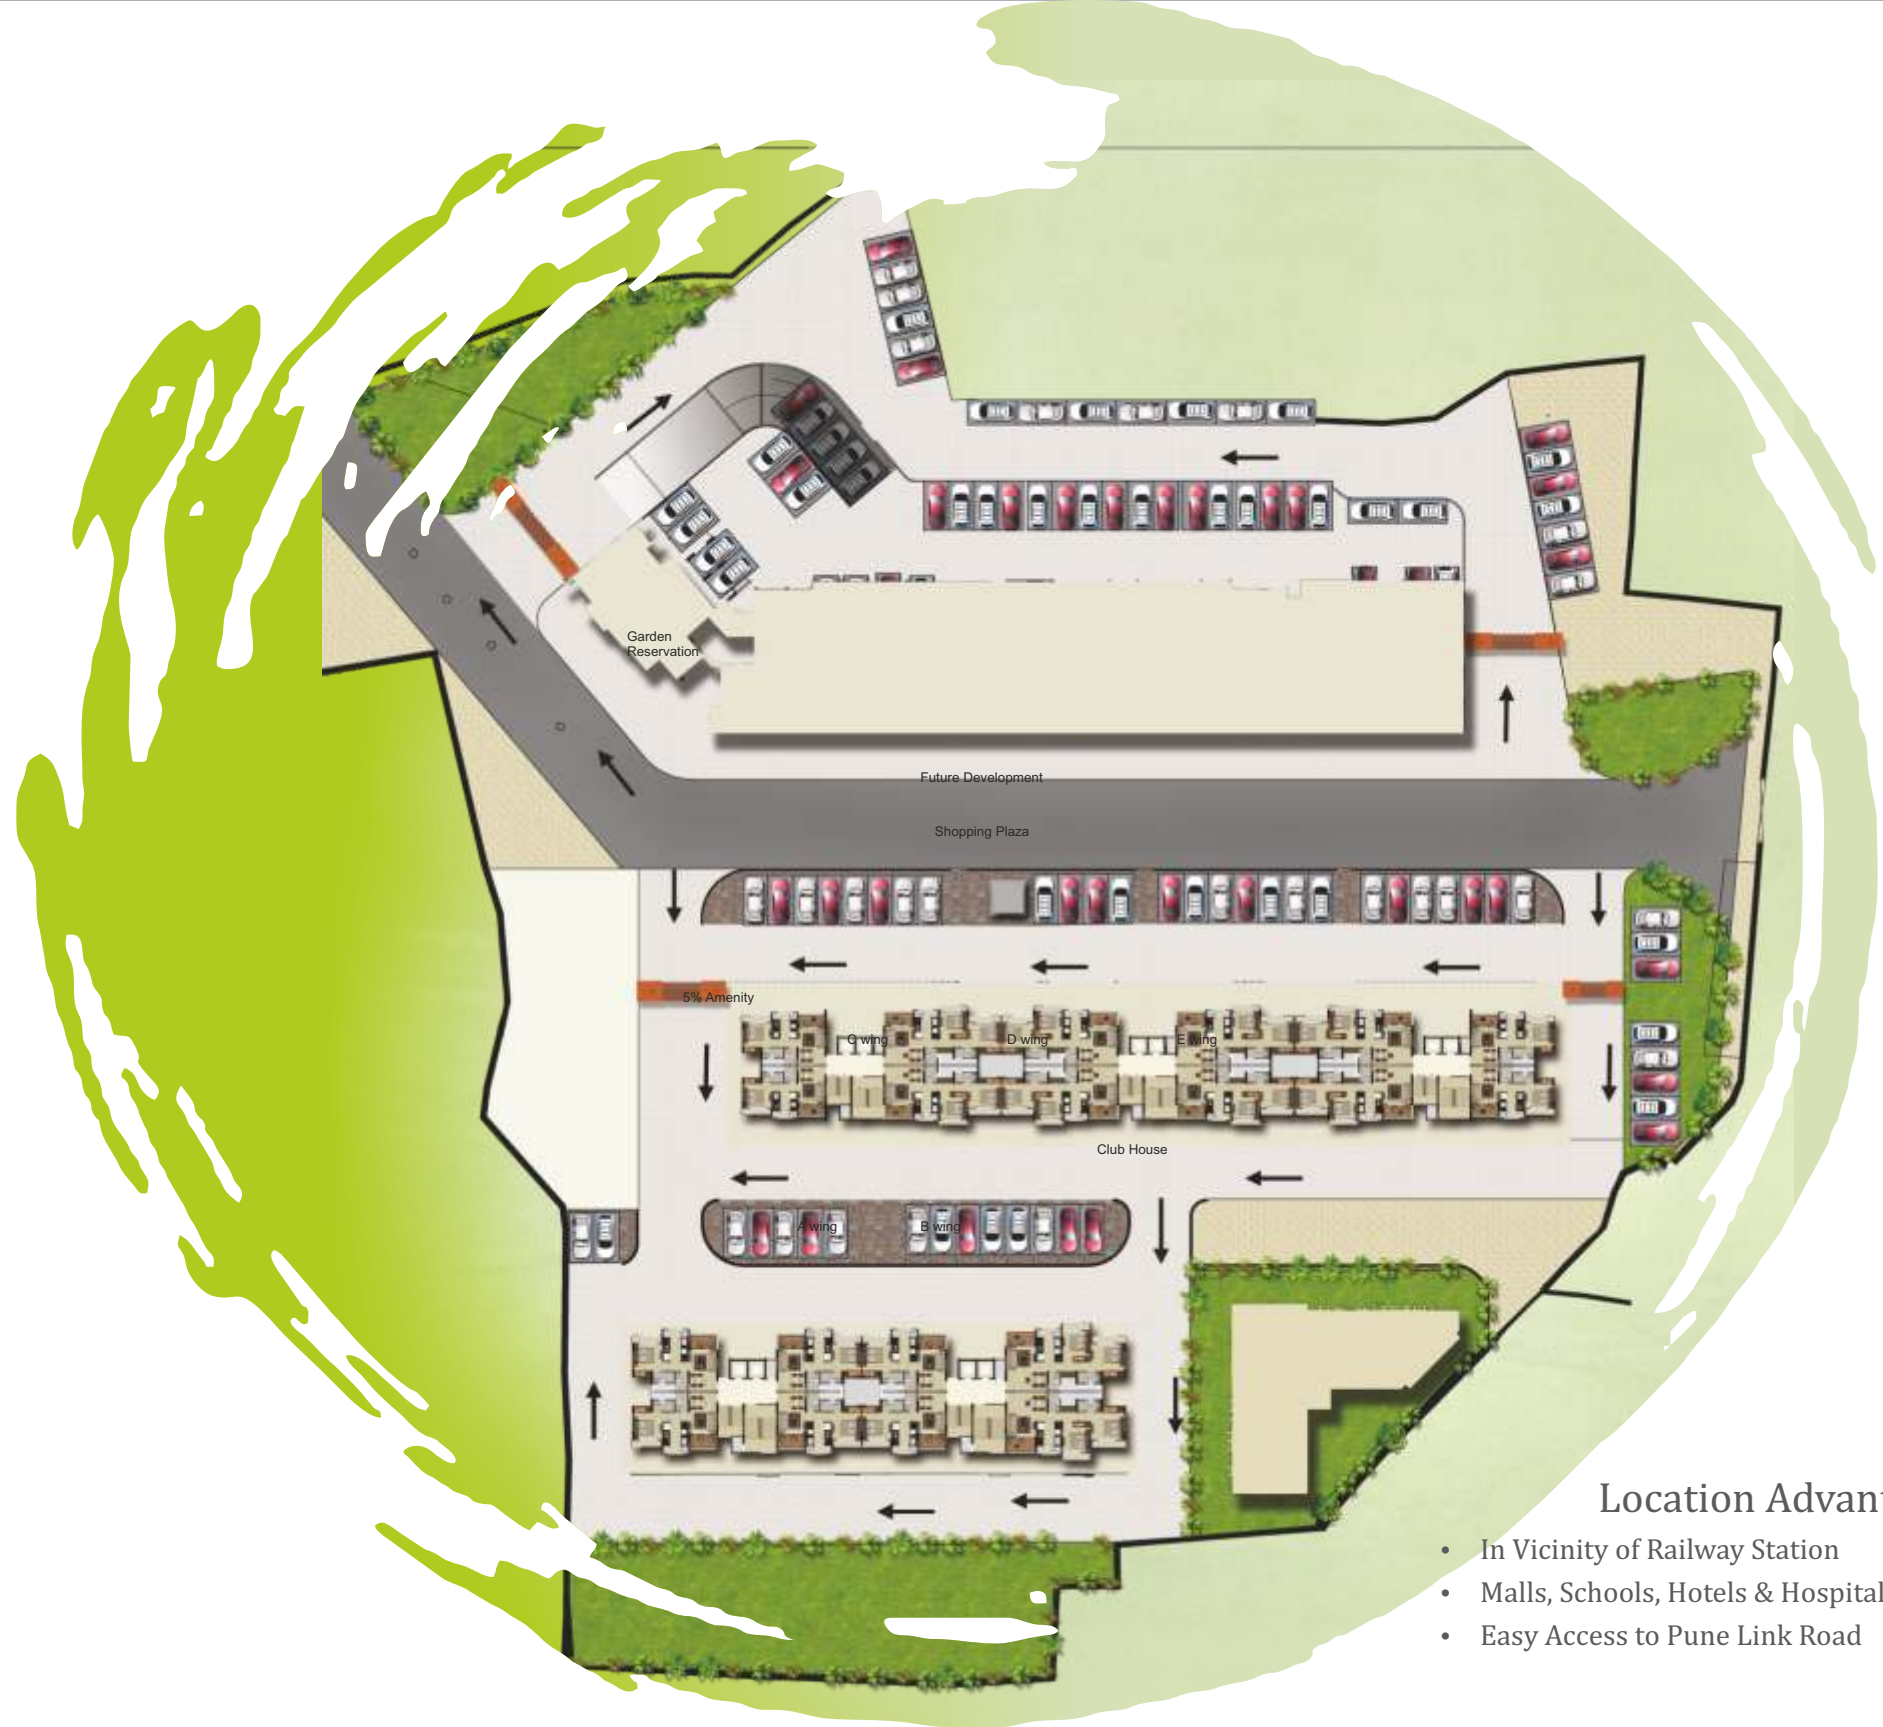 Garden
Reservation
Future Development
Shopping Plaza
5% Amenity
C wing
D wing
E wing
Club House
A wing
B wing
Location Advan
• In Vicinity of Railway Station
• Malls, Schools, Hotels & Hospital
• Easy Access to Pune Link Road